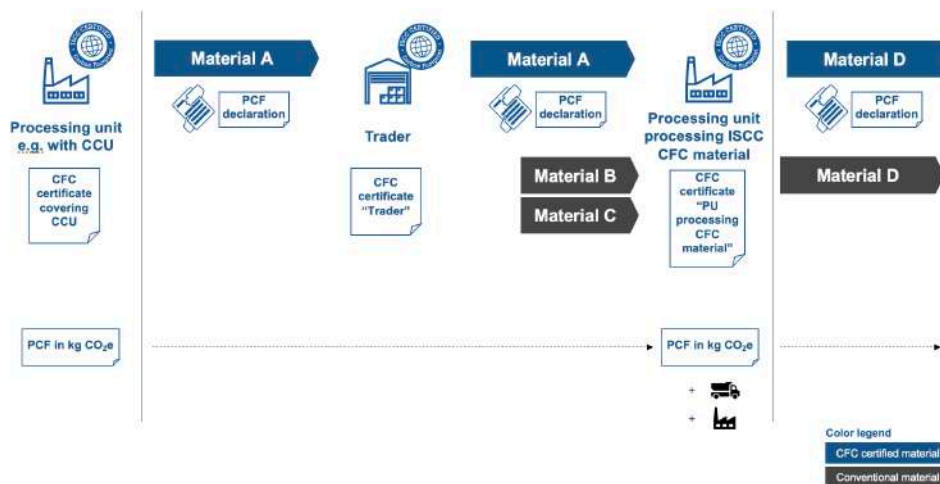 Material A
Material A
Material D
PCF
declaration
PCF
declaration
PCF
declaration
Processing unit
e.g. with CCU
Trader
Processing unit
processing ISCC
CFC material
CFC
certificate
covering
CCU
CFC
certificate
“Trader”
Material B
Material C
CFC
certificate
“PU
processing
CFC
material”
Material D
PCF in kg CO₂e
PCF in kg CO₂e
+
+
Color legend
CFC certified material
Conventional material